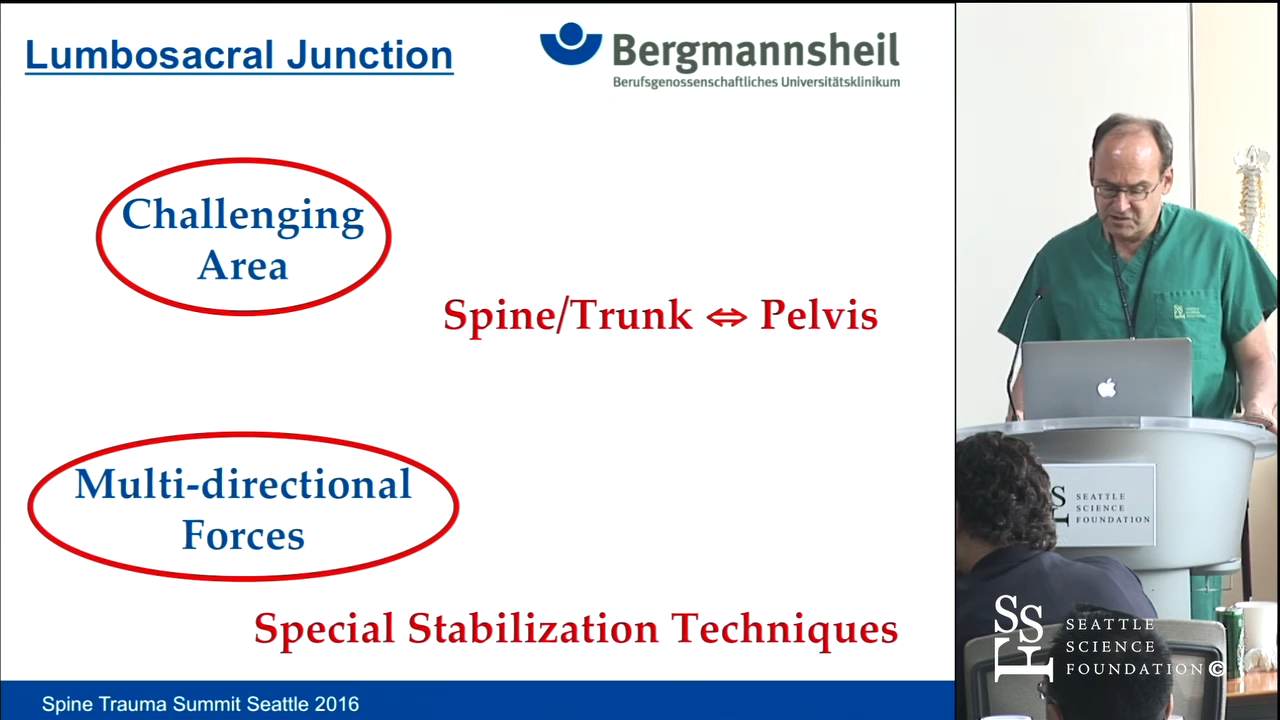 Lumbosacral Junction
Bergmannsheil
Berufsgenossenschaftliches Universitätsklinikum
Challenging
Area
Spine/Trunk ⇔ Pelvis
Multi-directional
Forces
Special Stabilization Techniques
Spine Trauma Summit Seattle 2016
SEATTLE
SCIENCE
FOUNDATION
SSF
SEATTLE
SCIENCE
FOUNDATION©